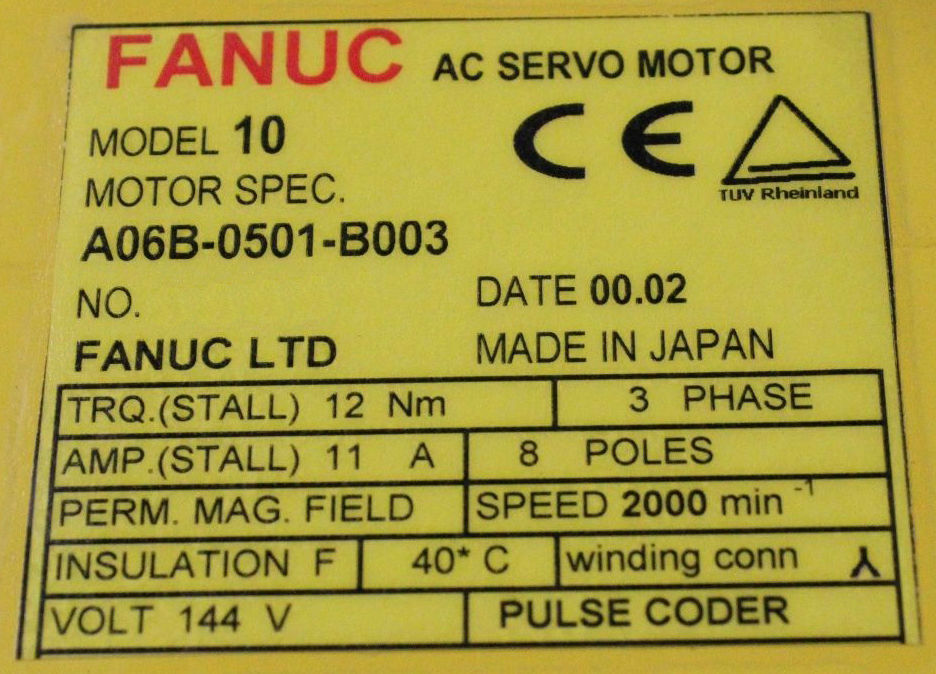 FANUC AC SERVO MOTOR
MODEL 10
CE
TUV Rheinland
MOTOR SPEC.
A06B-0501-B003
NO.
DATE 00.02
FANUC LTD
MADE IN JAPAN
TRQ.(STALL) 12 Nm
3 PHASE
AMP.(STALL) 11 A
8 POLES
PERM. MAG. FIELD
SPEED 2000 min -1
INSULATION F
40* C
winding conn
VOLT 144 V
PULSE CODER